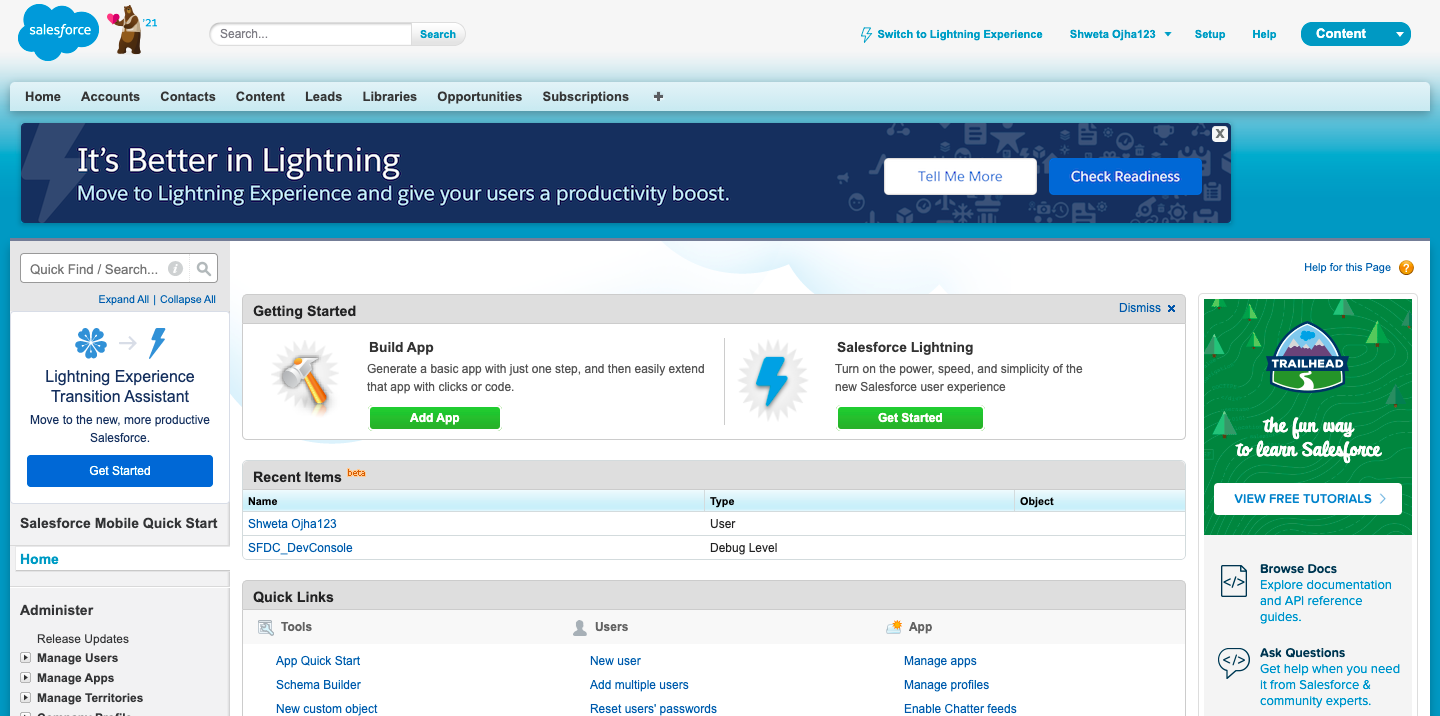 salesforce
'21
Search...
Search
Switch to Lightning Experience
Shweta Ojha123
Setup
Help
Content
Home
Accounts
Contacts
Content
Leads
Libraries
Opportunities
Subscriptions
It's Better in Lightning
Move to Lightning Experience and give your users a productivity boost.
Tell Me More
Check Readiness
X
Quick Find / Search...
Expand All | Collapse All
Lightning Experience
Transition Assistant
Move to the new, more productive
Salesforce.
Get Started
Salesforce Mobile Quick Start
Home
Administer
Release Updates
Manage Users
Manage Apps
Manage Territories
Company Profile
Help for this Page
Getting Started
Dismiss
Build App
Generate a basic app with just one step, and then easily extend
that app with clicks or code.
Add App
Salesforce Lightning
Turn on the power, speed, and simplicity of the
new Salesforce user experience
Get Started
Recent Items beta
Name Type Object
Shweta Ojha123 User
SFDC_DevConsole Debug Level
Quick Links
Tools
Users
App
App Quick Start
New user
Manage apps
Schema Builder
Add multiple users
Manage profiles
New custom object
Reset users' passwords
Enable Chatter feeds
TRAILHEAD
the fun way
to learn Salesforce
VIEW FREE TUTORIALS
Browse Docs
Explore documentation
and API reference
guides.
Ask Questions
Get help when you need
it from Salesforce &
community experts.